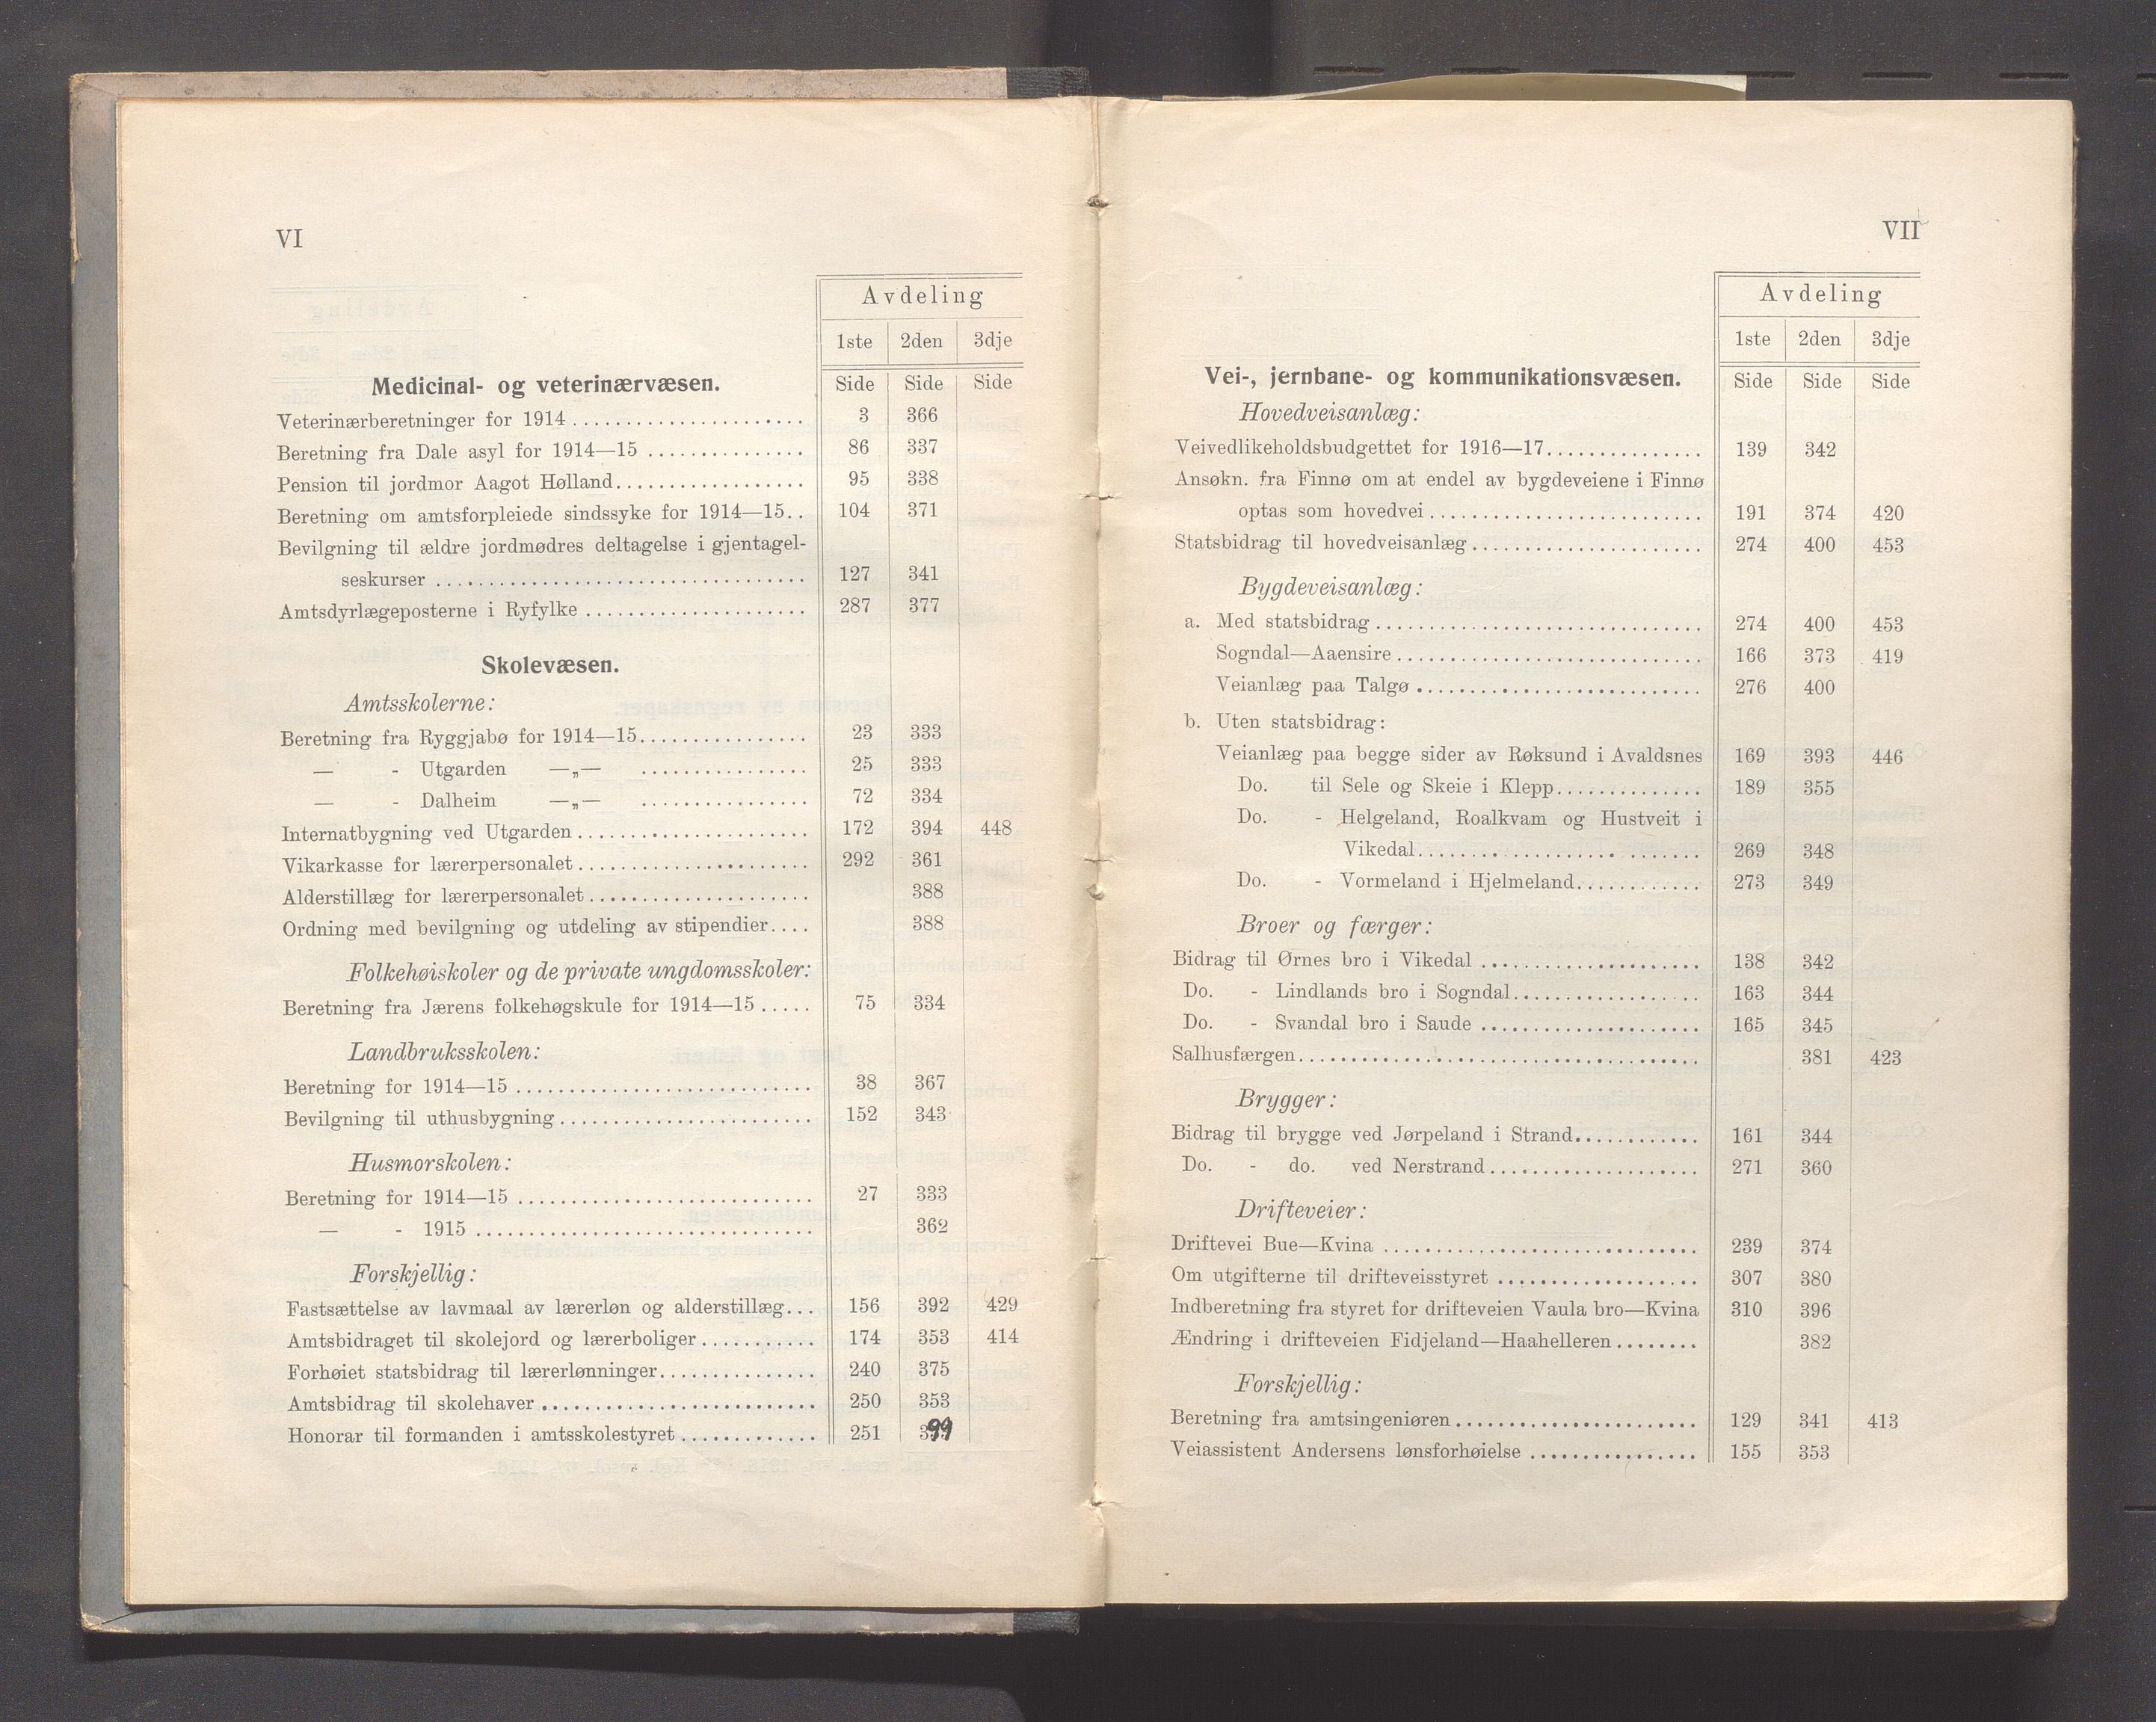 VI
Avdeling
1ste 2den 3dje
Medicinal- og veterinærvæsen. Side Side Side
Veterinærberetninger for 1914 ....................... 3 366
Beretning fra Dale asyl for 1914—15 ............... 86 337
Pension til jordmor Aagot Hølland.................. 95 338
Beretning om amtsforpleiede sindssyke for 1914—15.. 104 371
Bevilgning til ældre jordmødres deltagelse i gjentagel-
seskurser .................................. 127 341
Amtsdyrlægeposterne i Ryfylke ...................... 287 377
Skolevæsen.
Amtsskolerne:
Beretning fra Ryggjabø for 1914—15................. 23 333
— - Utgarden —„— ................ 25 333
— - Dalheim —„— ................ 72 334
Internatbygning ved Utgarden....................... 172 394 448
Vikarkasse for lærerpersonalet....................... 292 361
Alderstillæg for lærerpersonalet...................... 388
Ordning med bevilgning og utdeling av stipendier.... 388
Folkehøiskoler og de private ungdomsskoler:
Beretning fra Jærens folkehøgskule for 1914—15 ..... 75 334
Landbruksskolen:
Beretning for 1914—15 ............................. 38 367
Bevilgning til uthusbygning......................... 152 343
Husmorskolen:
Beretning for 1914—15 ............................. 27 333
— - 1915 ................................. 362
Forskjellig:
Fastsættelse av lavmaal av lærerløn og alderstillæg... 156 392 429
Amtsbidraget til skolejord og lærerboliger........... 174 353 414
Forhøiet statsbidrag til lærerlønninger............... 240 375
Amtsbidrag til skolehaver........................... 250 353
Honorar til formanden i amtsskolestyret............. 251 399
VII
Avdeling
1ste 2den 3dje
Vei-, jernbane- og kommunikationsvæsen. Side Side Side
Hovedveisanlæg:
Veivedlikeholdsbudgettet for 1916—17............... 139 342
Ansøkn. fra Finnø om at endel av bygdeveiene i Finnø
optas som hovedvei........................... 191 374 420
Statsbidrag til hovedveisanlæg....................... 274 400 453
Bygdeveisanlæg:
a. Med statsbidrag ................................ 274 400 453
Sogndal—Aaensire.............................. 166 373 419
Veianlæg paa Talgø ............................ 276 400
b. Uten statsbidrag:
Veianlæg paa begge sider av Røksund i Avaldsnes 169 393 446
Do. til Sele og Skeie i Klepp.............. 189 355
Do. - Helgeland, Roalkvam og Hustveit i
Vikedal............................ 269 348
Do. - Vormeland i Hjelmeland............ 273 349
Broer og færger:
Bidrag til Ørnes bro i Vikedal ...................... 138 342
Do. - Lindlands bro i Sogndal................... 163 344
Do. - Svandal bro i Saude ...................... 165 345
Salhusfærgen........................................ 381 423
Brygger:
Bidrag til brygge ved Jørpeland i Strand............ 161 344
Do. - do. ved Nerstrand..................... 271 360
Drifteveier:
Driftevei Bue—Kvina ............................... 239 374
Om utgifterne til drifteveisstyret .................... 307 380
Indberetning fra styret for drifteveien Vaula bro—Kvina 310 396
Ændring i drifteveien Fidjeland—Haahelleren ........ 382
Forskjellig:
Beretning fra amtsingeniøren........................ 129 341 413
Veiassistent Andersens lønsforhøielse ................ 155 353